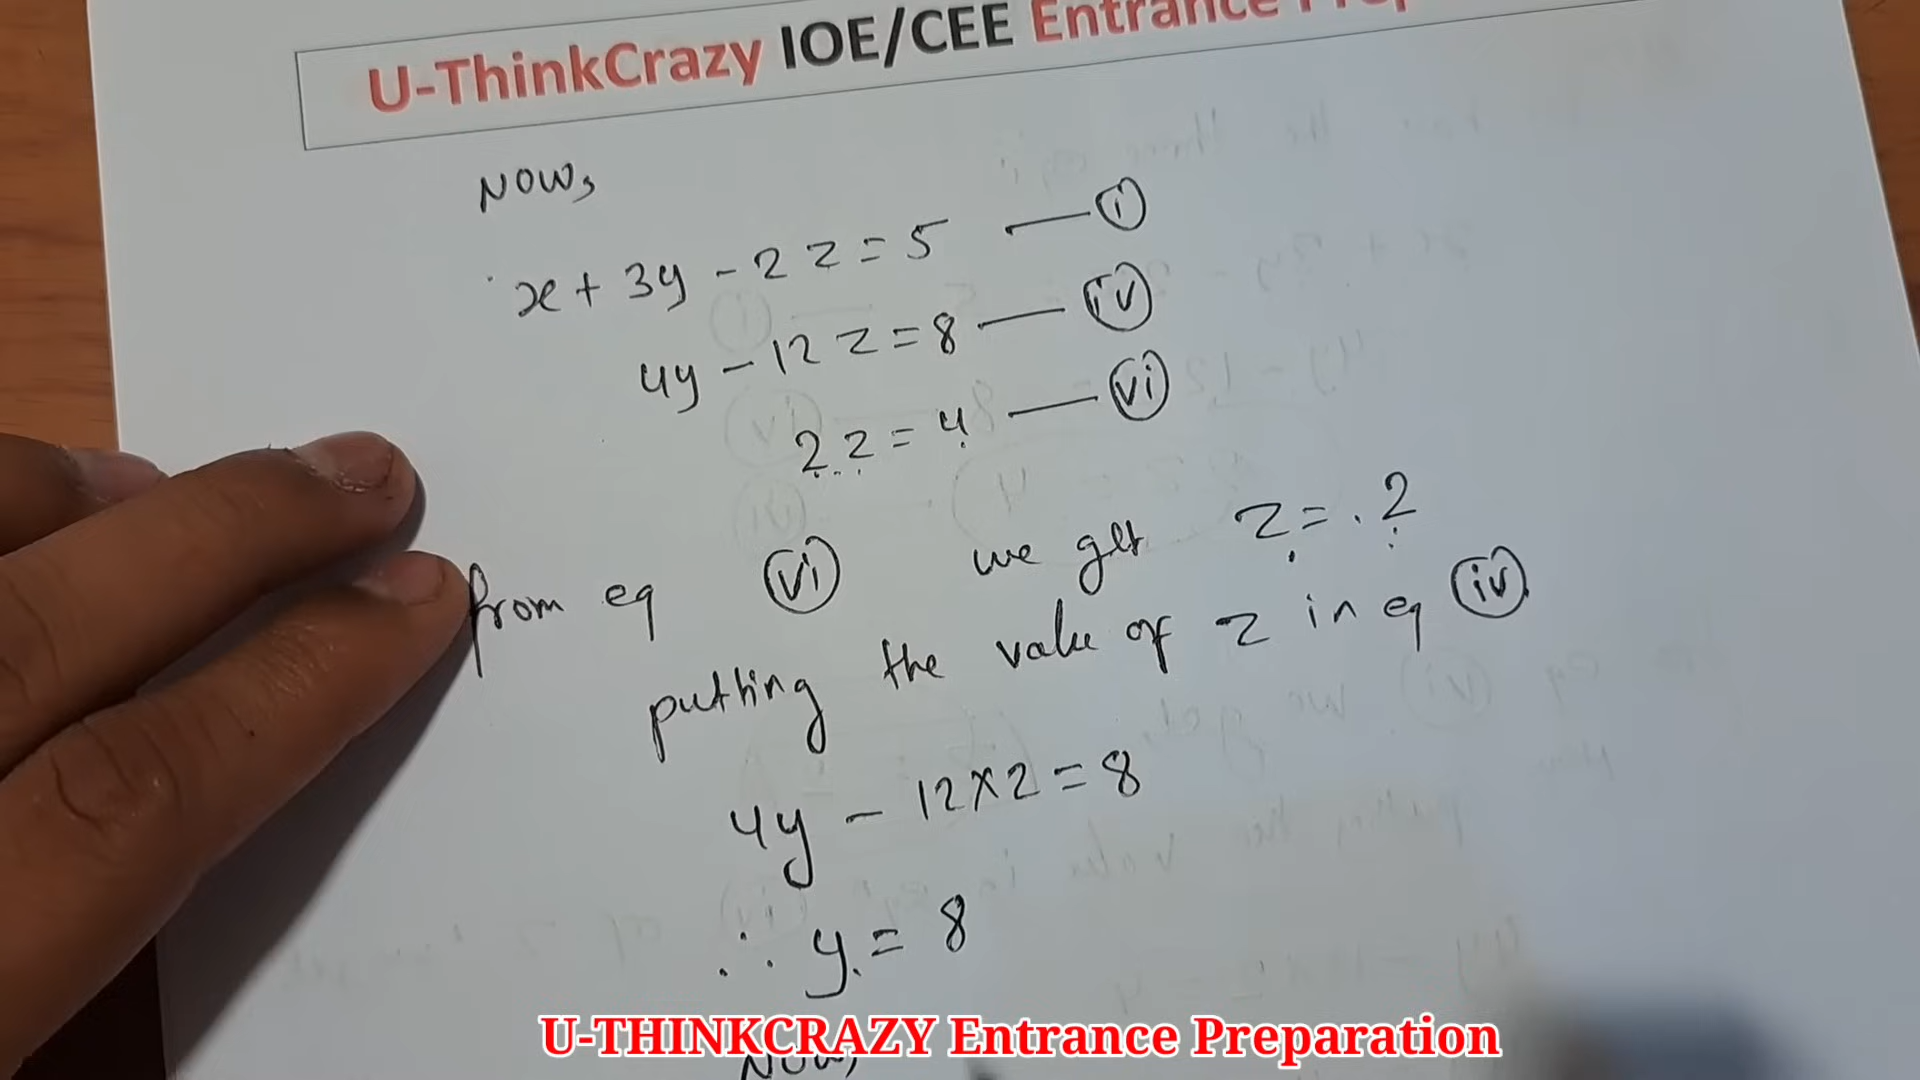 U-ThinkCrazy IOE/CEE Entrance
Now,
x + 3y - 2z = 5 — (i)
4y - 12z = 8 — (iv)
2z = 4 — (vi)
from eq (vi) we get z = 2
putting the value of z in eq (iv)
4y - 12×2 = 8
∴ y = 8
U-THINKCRAZY Entrance Preparation
Now,